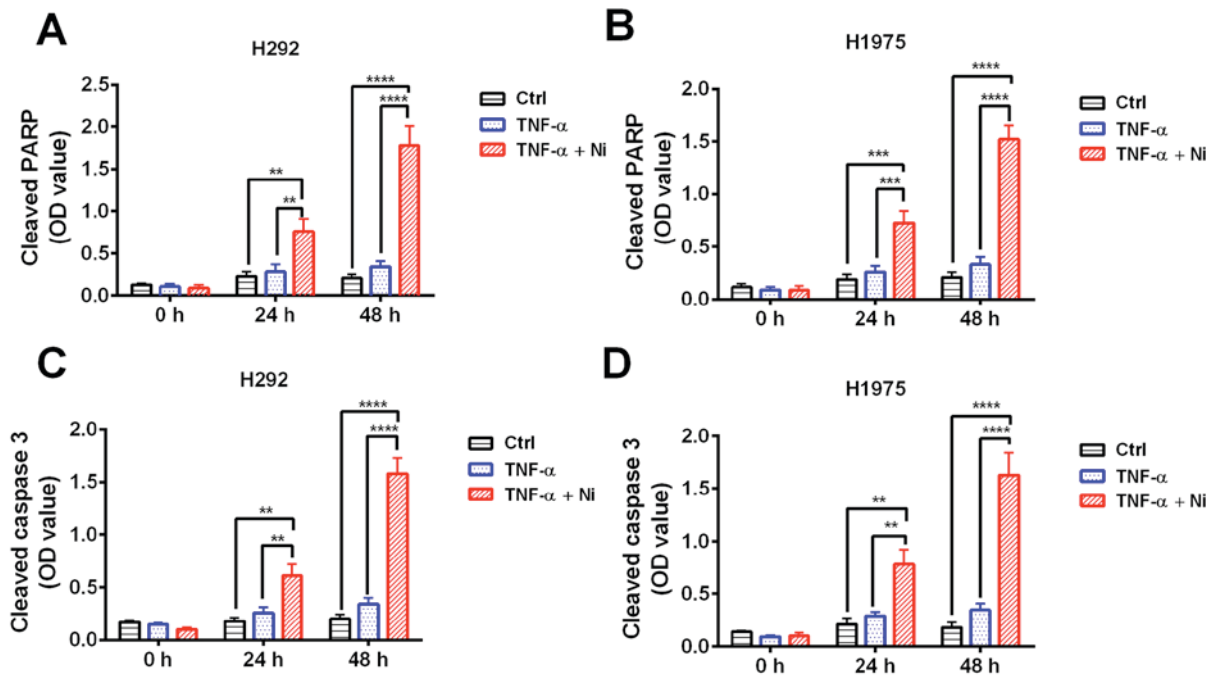 A
H292
Cleaved PARP
(OD value)
2.5
2.0
1.5
1.0
0.5
0.0
**
**
****
****
0 h
24 h
48 h
Ctrl
TNF-α
TNF-α + Ni
B
H1975
Cleaved PARP
(OD value)
2.0
1.5
1.0
0.5
0.0
***
***
****
****
0 h
24 h
48 h
Ctrl
TNF-α
TNF-α + Ni
C
H292
Cleaved caspase 3
(OD value)
2.0
1.5
1.0
0.5
0.0
**
**
****
****
0 h
24 h
48 h
Ctrl
TNF-α
TNF-α + Ni
D
H1975
Cleaved caspase 3
(OD value)
2.0
1.5
1.0
0.5
0.0
**
**
****
****
0 h
24 h
48 h
Ctrl
TNF-α
TNF-α + Ni